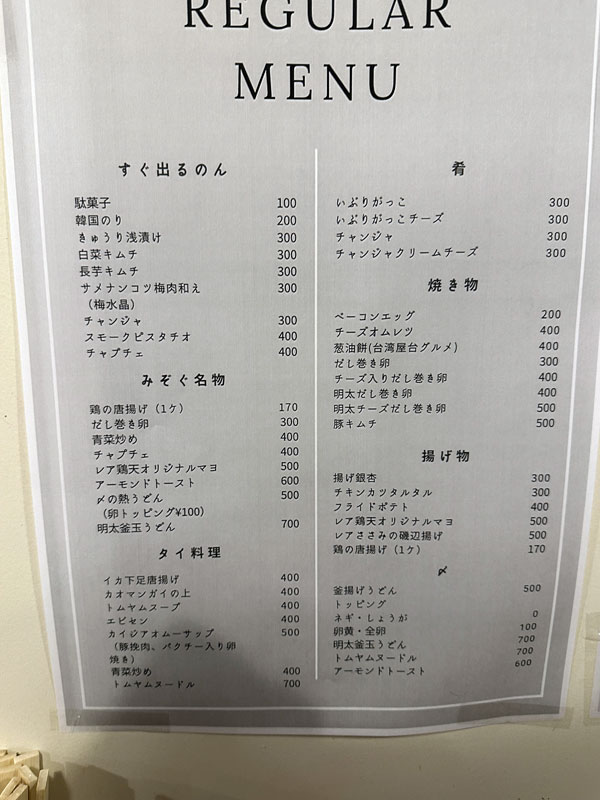 REGULAR
MENU
すぐ出るのん
駄菓子 100
韓国のり 200
きゅうり浅漬け 300
白菜キムチ 300
長芋キムチ 300
サメナンコツ梅肉和え 300
（梅水晶）
チャンジャ 300
スモークピスタチオ 400
チャプチェ 400
みぞぐ名物
鶏の唐揚げ（1ケ） 170
だし巻き卵 300
青菜炒め 400
チャプチェ 400
レア鶏天オリジナルマヨ 500
アーモンドトースト 600
〆の熱うどん 500
（卵トッピング¥100）
明太釜玉うどん 700
タイ料理
イカ下足唐揚げ 400
カオマンガイの上 400
トムヤムスープ 400
エビセン 400
カイジアオムーサップ 500
（豚挽肉、パクチー入り卵
焼き）
青菜炒め 400
トムヤムヌードル 700
肴
いぶりがっこ 300
いぶりがっこチーズ 300
チャンジャ 300
チャンジャクリームチーズ 300
焼き物
ベーコンエッグ 200
チーズオムレツ 400
葱油餅(台湾屋台グルメ) 400
だし巻き卵 300
チーズ入りだし巻き卵 400
明太だし巻き卵 400
明太チーズだし巻き卵 500
豚キムチ 500
揚げ物
揚げ銀杏 300
チキンカツタルタル 300
フライドポテト 400
レア鶏天オリジナルマヨ 500
レアささみの磯辺揚げ 500
鶏の唐揚げ（1ケ） 170
〆
釜揚げうどん 500
トッピング
ネギ・しょうが 0
卵黄・全卵 100
明太釜玉うどん 700
トムヤムヌードル 700
アーモンドトースト 600